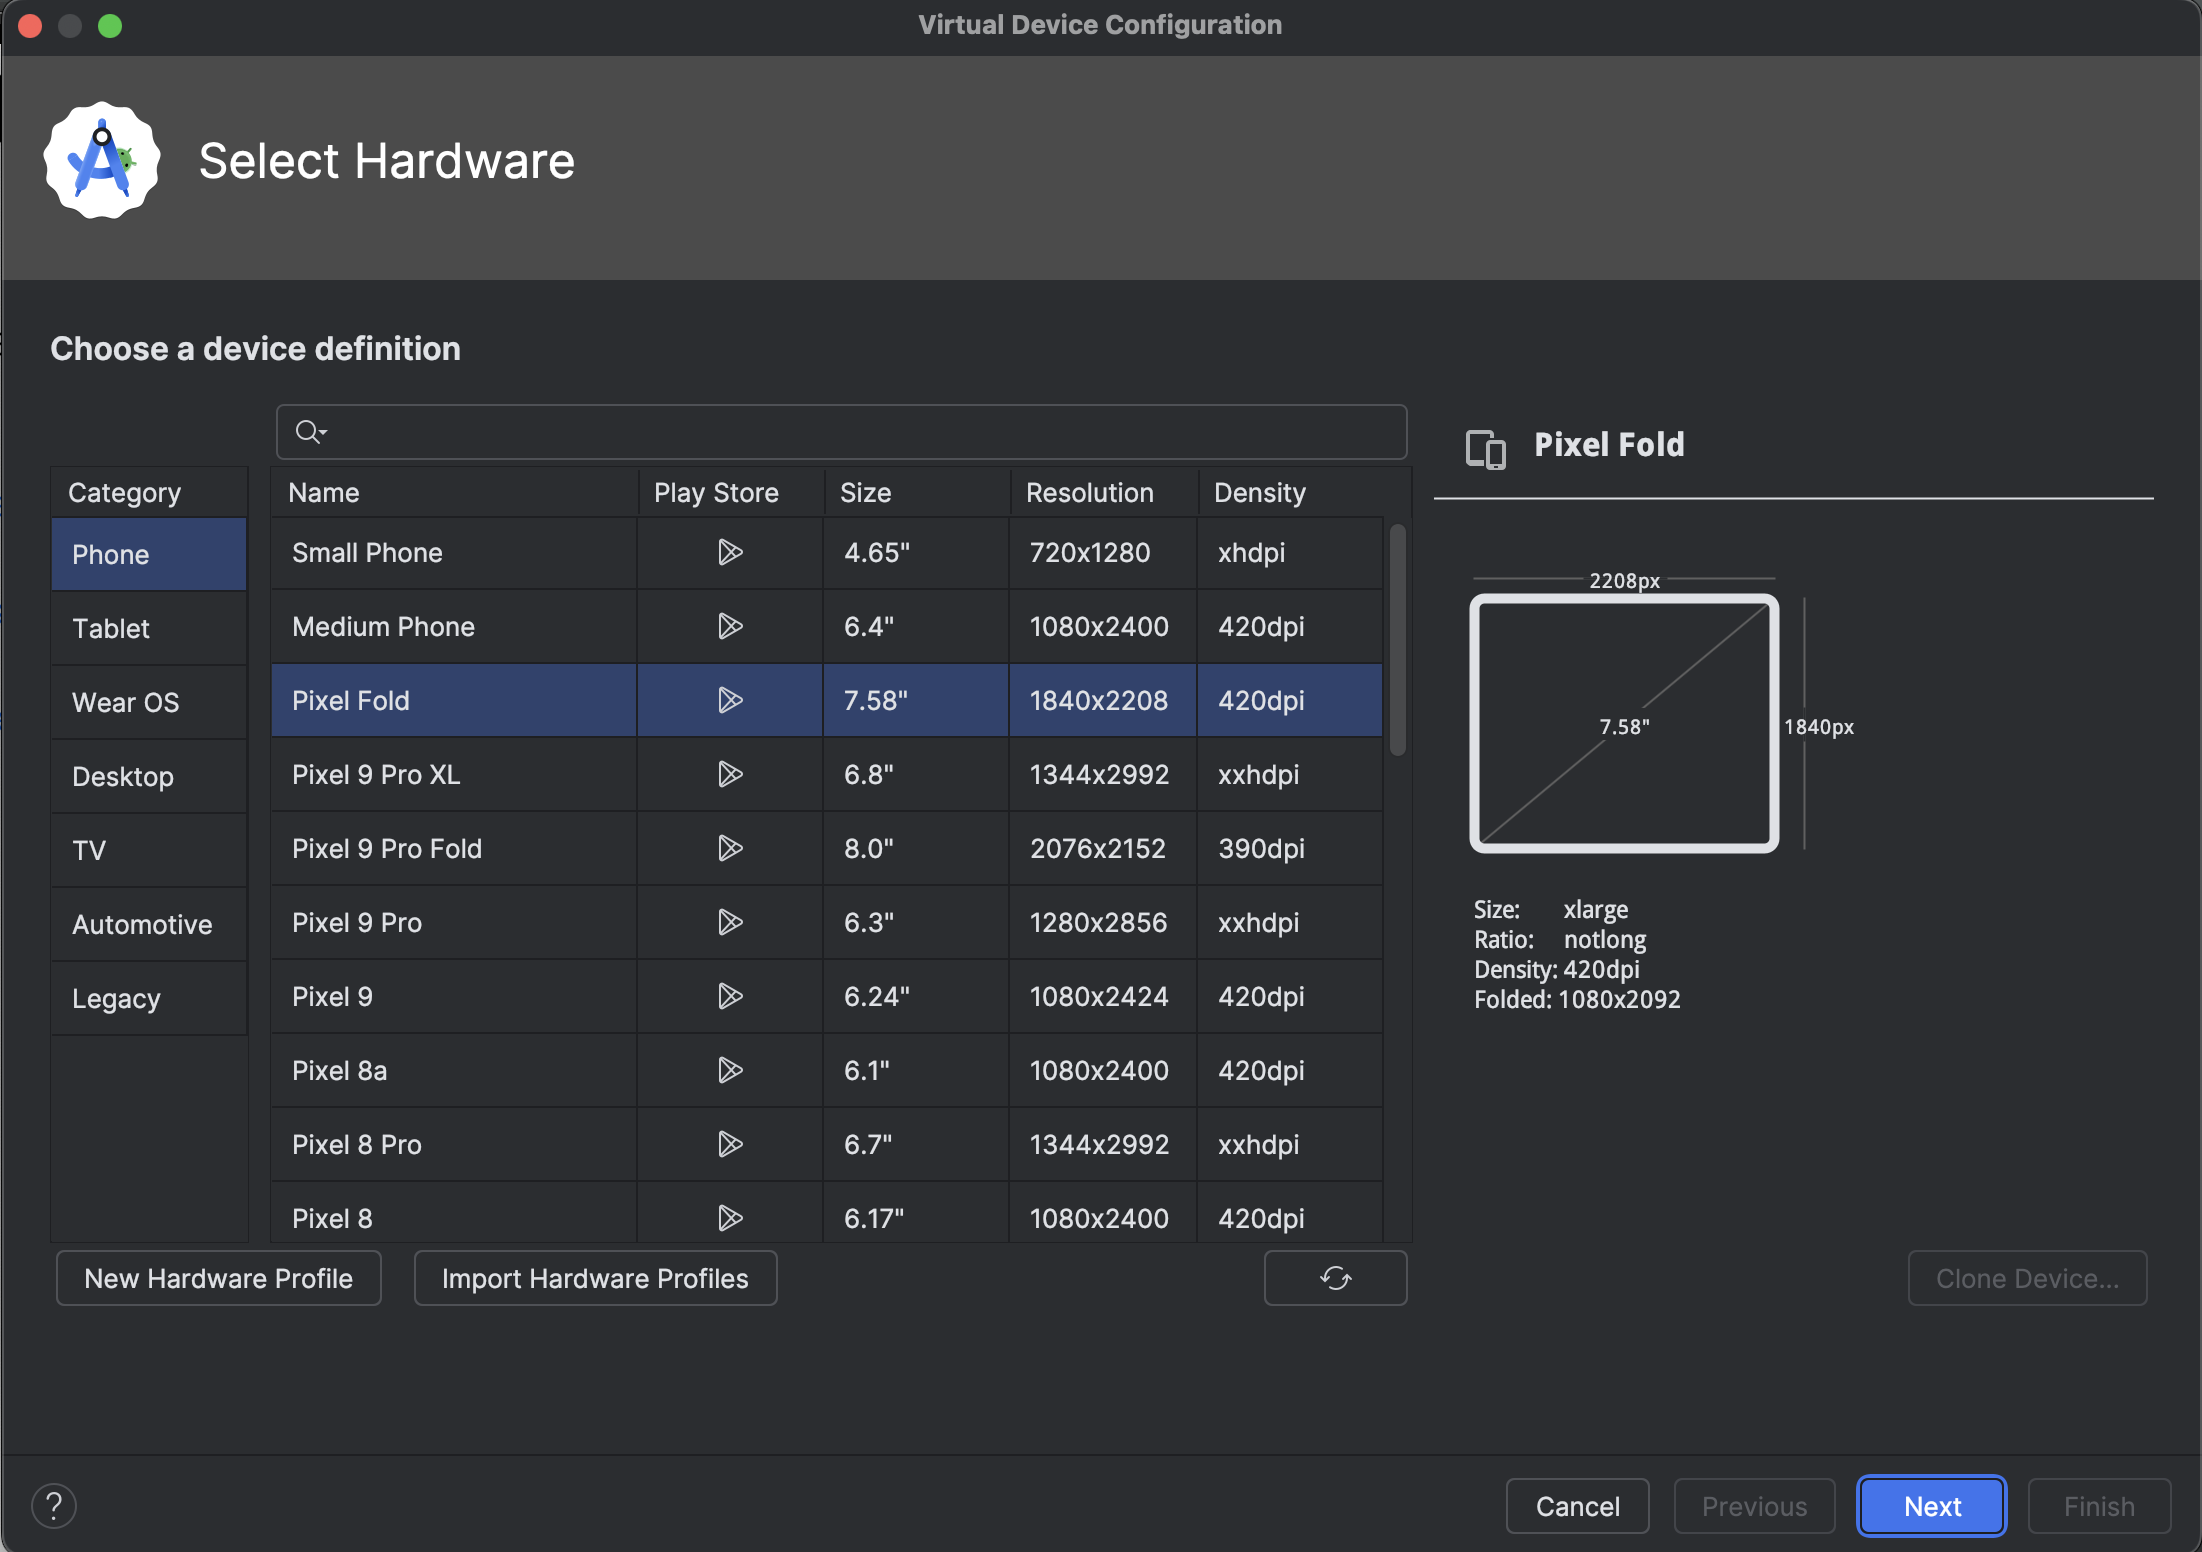 Virtual Device Configuration
Select Hardware
Choose a device definition
Category
Phone
Tablet
Wear OS
Desktop
TV
Automotive
Legacy
Name Play Store Size Resolution Density
Small Phone 4.65" 720x1280 xhdpi
Medium Phone 6.4" 1080x2400 420dpi
Pixel Fold 7.58" 1840x2208 420dpi
Pixel 9 Pro XL 6.8" 1344x2992 xxhdpi
Pixel 9 Pro Fold 8.0" 2076x2152 390dpi
Pixel 9 Pro 6.3" 1280x2856 xxhdpi
Pixel 9 6.24" 1080x2424 420dpi
Pixel 8a 6.1" 1080x2400 420dpi
Pixel 8 Pro 6.7" 1344x2992 xxhdpi
Pixel 8 6.17" 1080x2400 420dpi
Pixel Fold
2208px
7.58"
1840px
Size: xlarge
Ratio: notlong
Density: 420dpi
Folded: 1080x2092
New Hardware Profile
Import Hardware Profiles
Clone Device...
?
Cancel
Previous
Next
Finish